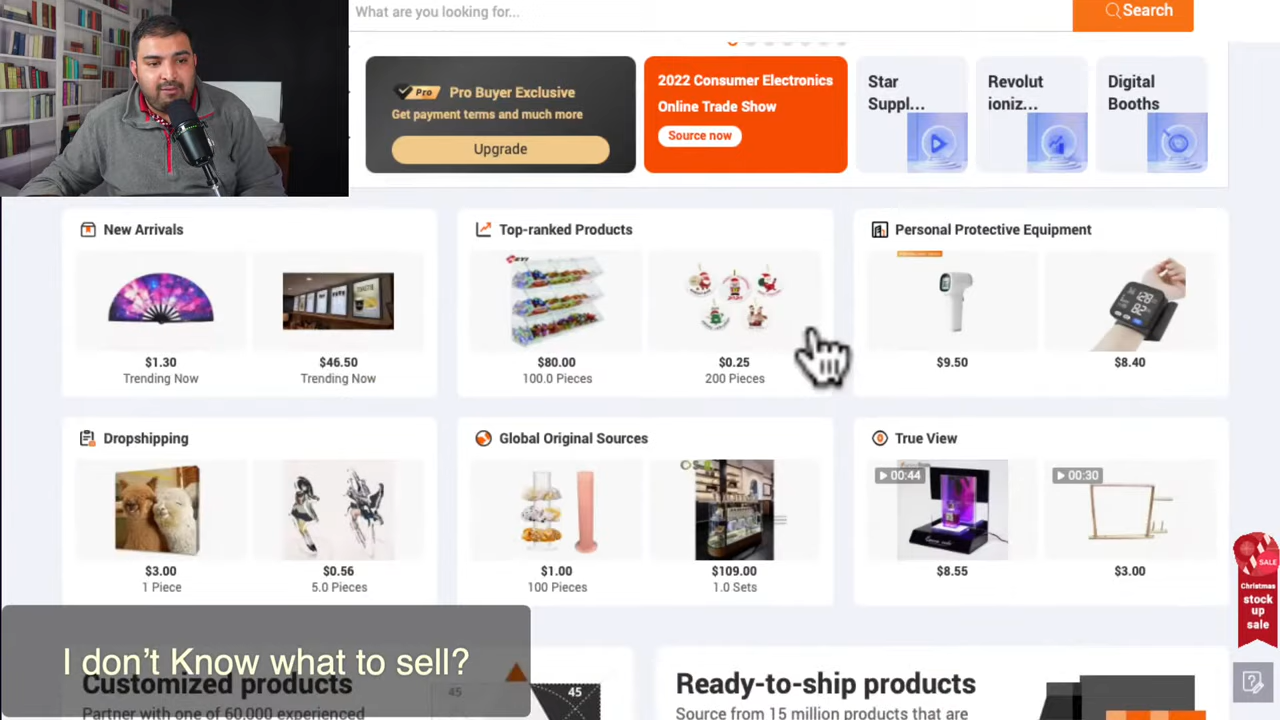 What are you looking for...
Search
Pro
Pro Buyer Exclusive
Get payment terms and much more
Upgrade
2022 Consumer Electronics
Online Trade Show
Source now
Star
Suppl...
Revolut
ioniz...
Digital
Booths
New Arrivals
$1.30
Trending Now
$46.50
Trending Now
Top-ranked Products
$80.00
100.0 Pieces
$0.25
200 Pieces
Personal Protective Equipment
$9.50
128
82
$8.40
Dropshipping
$3.00
1 Piece
$0.56
5.0 Pieces
Global Original Sources
$1.00
100 Pieces
$109.00
1.0 Sets
True View
00:44
$8.55
00:30
$3.00
SALE
Christmas
stock
up
sale
I don't Know what to sell?
Customized products
Partner with one of 60,000 experienced
45
45
Ready-to-ship products
Source from 15 million products that are